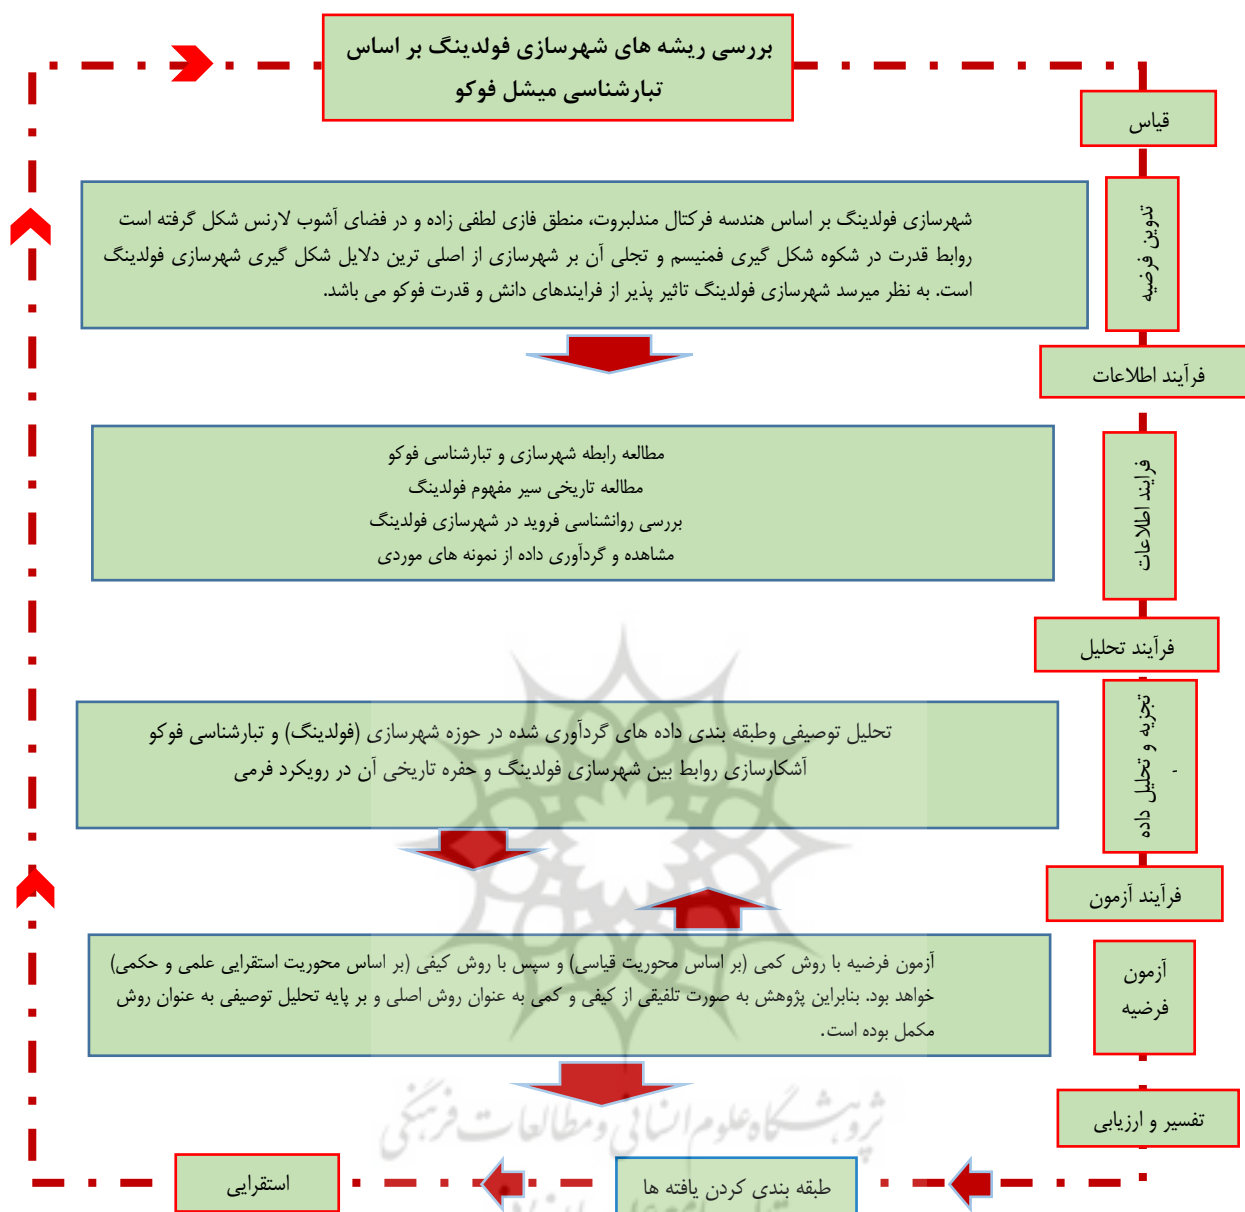 بررسی ریشه های شهرسازی فولدینگ بر اساس
تبارشناسی میشل فوکو
قیاس
تدوین فرضیه
شهرسازی فولدینگ بر اساس هندسه فرکتال مندلبروت، منطق فازی لطفی زاده و در فضای آشوب لارنس شکل گرفته است
روابط قدرت در شکوه شکل گیری فمنیسم و تجلی آن بر شهرسازی از اصلی ترین دلایل شکل گیری شهرسازی فولدینگ
است. به نظر میرسد شهرسازی فولدینگ تاثیر پذیر از فرایندهای دانش و قدرت فوکو می باشد.
فرآیند اطلاعات
مطالعه رابطه شهرسازی و تبارشناسی فوکو
مطالعه تاریخی سیر مفهوم فولدینگ
بررسی روانشناسی فروید در شهرسازی فولدینگ
مشاهده و گردآوری داده از نمونه های موردی
فرایند اطلاعات
فرآیند تحلیل
تحلیل توصیفی وطبقه بندی داده های گردآوری شده در حوزه شهرسازی (فولدینگ) و تبارشناسی فوکو
آشکارسازی روابط بین شهرسازی فولدینگ و حفره تاریخی آن در رویکرد فرمی
تجزیه و تحلیل داده
فرآیند آزمون
آزمون فرضیه با روش کمی (بر اساس محوریت قیاسی) و سپس با روش کیفی (بر اساس محوریت استقرایی علمی و حکمی)
خواهد بود. بنابراین پژوهش به صورت تلفیقی از کیفی و کمی به عنوان روش اصلی و بر پایه تحلیل توصیفی به عنوان روش
مکمل بوده است.
آزمون
فرضیه
تفسیر و ارزیابی
پژوهشگاه علوم انسانی و مطالعات فرهنگی
طبقه بندی کردن یافته ها
استقرایی